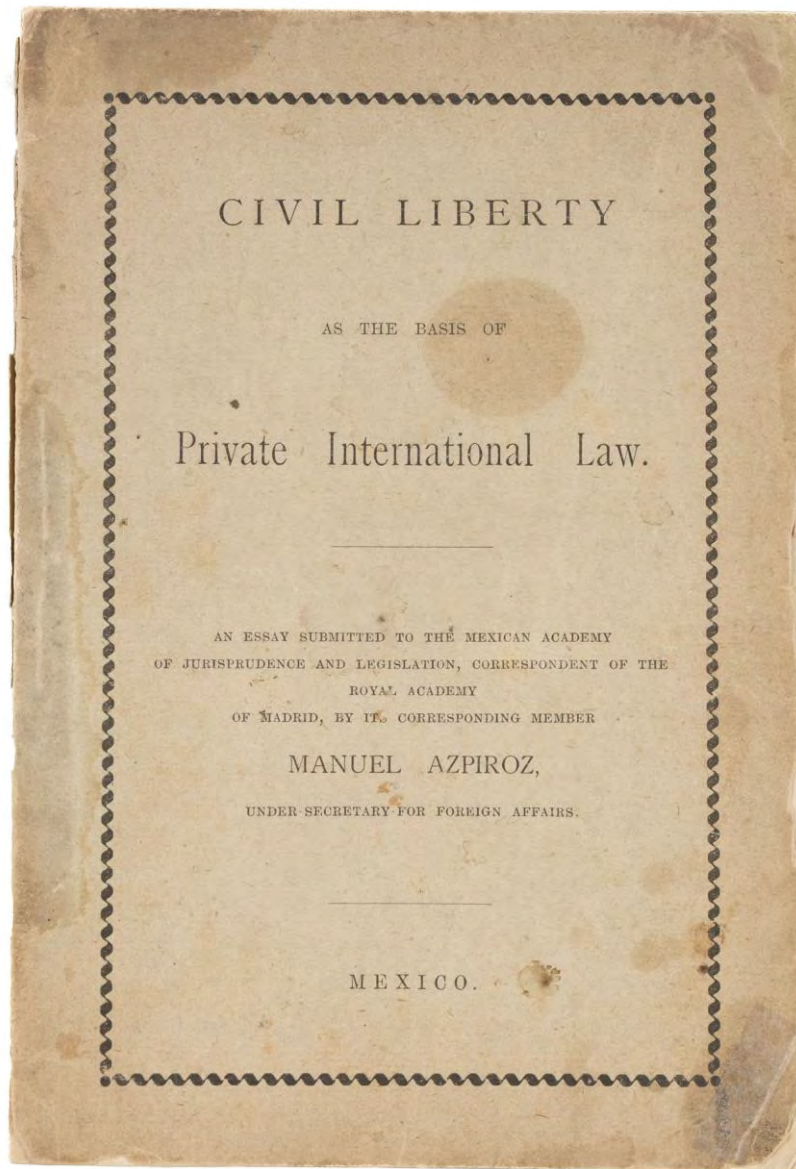 CIVIL LIBERTY
AS THE BASIS OF
Private International Law.
AN ESSAY SUBMITTED TO THE MEXICAN ACADEMY
OF JURISPRUDENCE AND LEGISLATION, CORRESPONDENT OF THE
ROYAL ACADEMY
OF MADRID, BY ITS CORRESPONDING MEMBER
MANUEL AZPIROZ,
UNDER-SECRETARY FOR FOREIGN AFFAIRS.
MEXICO.